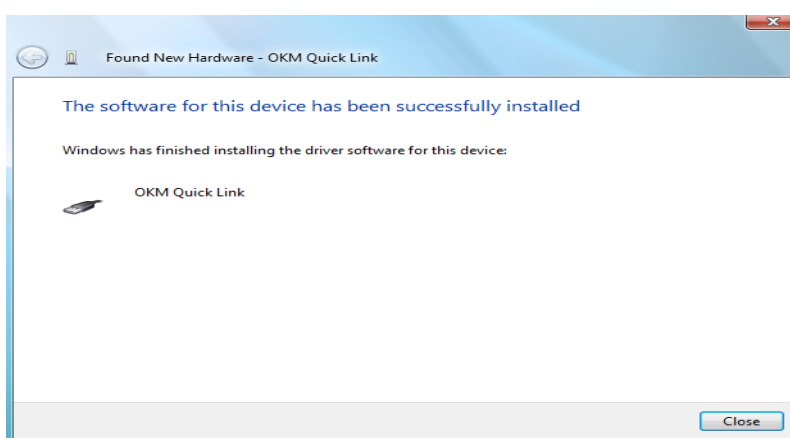 Found New Hardware - OKM Quick Link
The software for this device has been successfully installed
Windows has finished installing the driver software for this device:
OKM Quick Link
Close